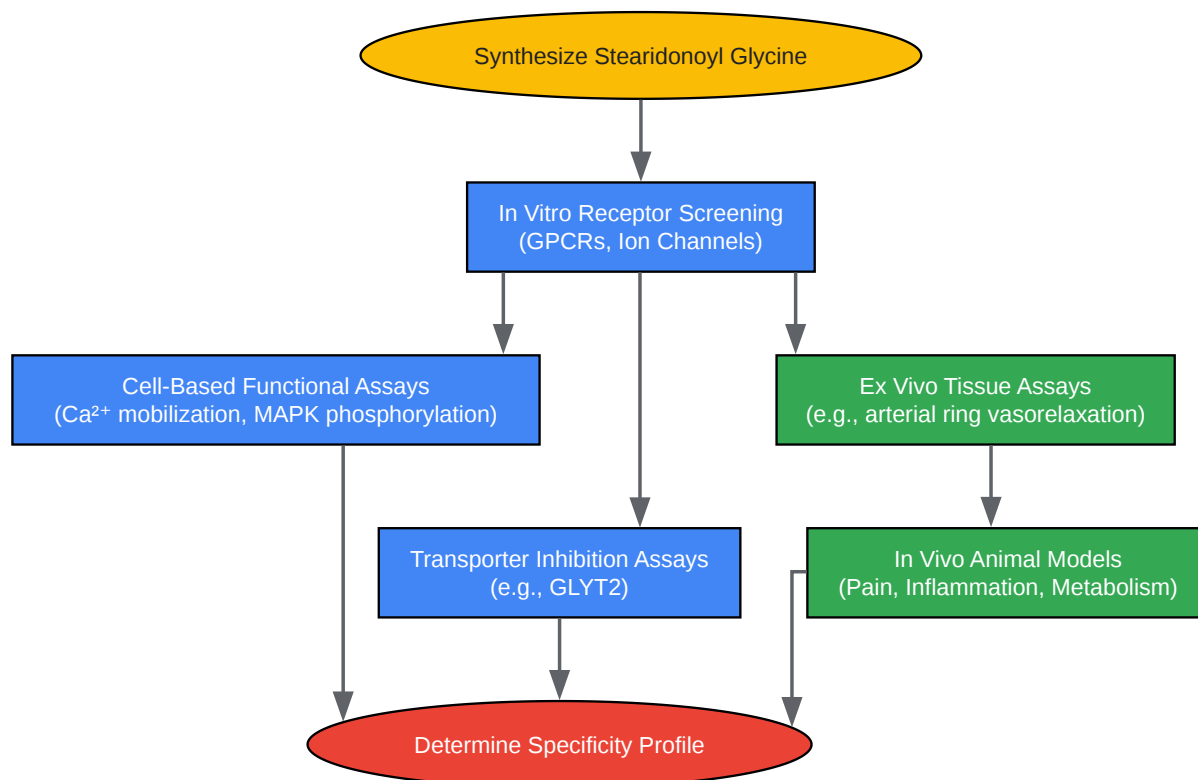 Synthesize Stearidonoyl Glycine
In Vitro Receptor Screening
(GPCRs, Ion Channels)
Cell-Based Functional Assays
(Ca²⁺ mobilization, MAPK phosphorylation)
Ex Vivo Tissue Assays
(e.g., arterial ring vasorelaxation)
Transporter Inhibition Assays
(e.g., GLYT2)
In Vivo Animal Models
(Pain, Inflammation, Metabolism)
Determine Specificity Profile